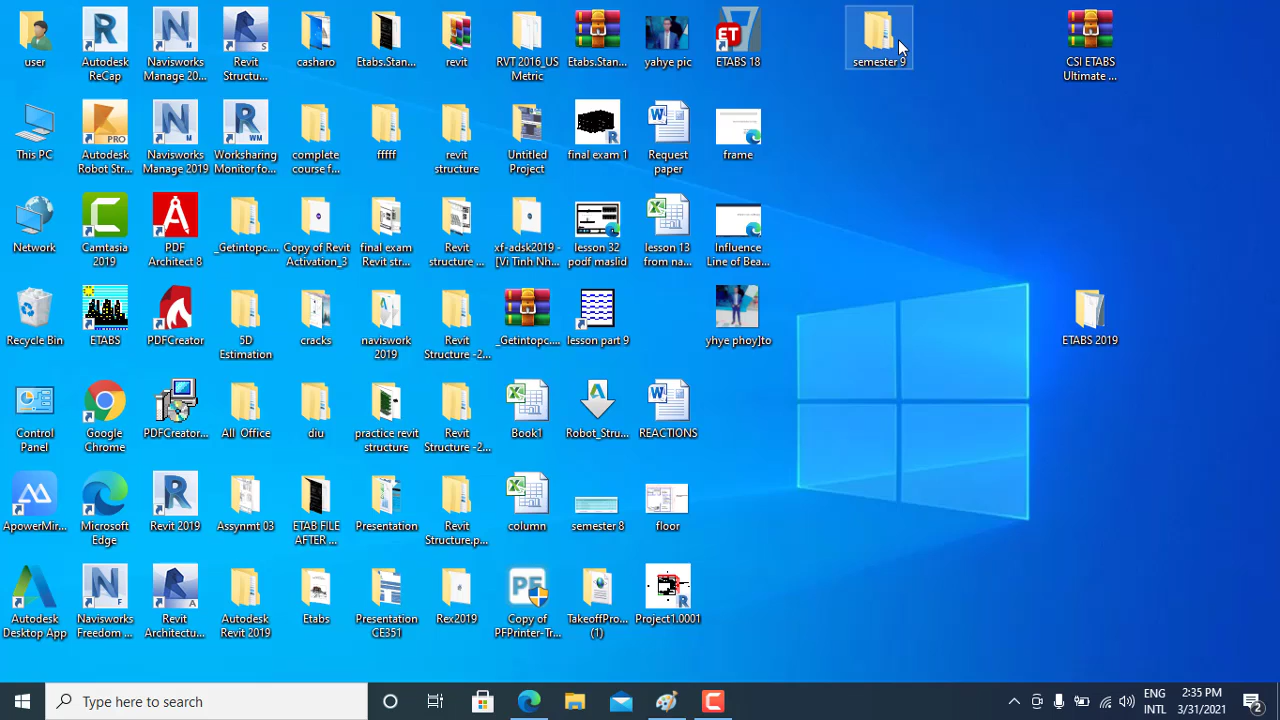 user
Autodesk
ReCap
Navisworks
Manage 20...
Revit
Structu...
casharo
Etabs.Stan...
revit
RVT 2016_US
Metric
Etabs.Stan...
yahye pic
ETABS 18
semester 9
CSI ETABS
Ultimate ...
This PC
Autodesk
Robot Str...
Navisworks
Manage 2019
Worksharing
Monitor fo...
complete
course f...
fffff
revit
structure
Untitled
Project
final exam 1
Request
paper
frame
Network
Camtasia
2019
PDF
Architect 8
_Getintopc....
Copy of Revit
Activation_3
final exam
Revit str...
Revit
structure ...
xf-adsk2019 -
[Vi Tinh Nh...
lesson 32
podf maslid
lesson 13
from na...
Influence
Line of Bea...
Recycle Bin
ETABS
PDFCreator
5D
Estimation
cracks
naviswork
2019
Revit
Structure -2...
_Getintopc....
lesson part 9
yhye phoy]to
ETABS 2019
Control
Panel
Google
Chrome
PDFCreator...
All Office
diu
practice revit
structure
Revit
Structure -2...
Book1
Robot_Stru...
REACTIONS
ApowerMir...
Microsoft
Edge
Revit 2019
Assynmt 03
ETAB FILE
AFTER ...
Presentation
Revit
Structure.p...
column
semester 8
floor
Autodesk
Desktop App
Navisworks
Freedom ...
Revit
Architectu...
Autodesk
Revit 2019
Etabs
Presentation
CE351
Rex2019
Copy of
PFPrinter-Tr...
TakeoffPro...
(1)
Project1.0001
Type here to search
ENG
INTL
2:35 PM
3/31/2021
2